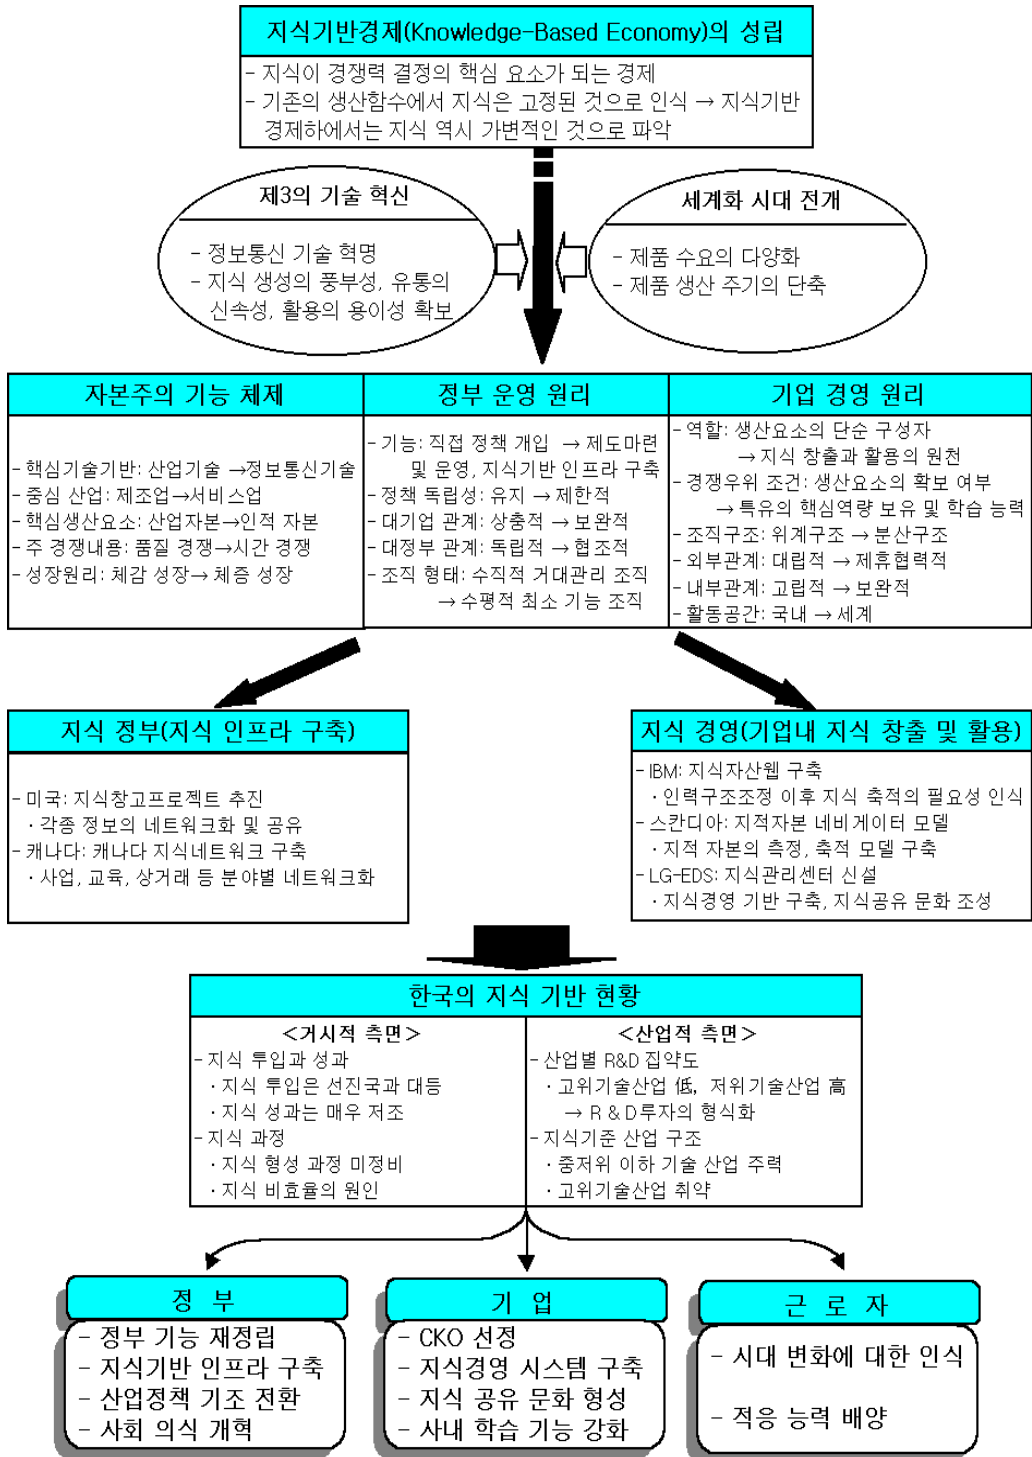 지식기반경제(Knowledge-Based Economy)의 성립
- 지식이 경쟁력 결정의 핵심 요소가 되는 경제
- 기존의 생산함수에서 지식은 고정된 것으로 인식 → 지식기반
경제하에서는 지식 역시 가변적인 것으로 파악
제3의 기술 혁신
- 정보통신 기술 혁명
- 지식 생성의 풍부성, 유통의
신속성, 활용의 용이성 확보
세계화 시대 전개
- 제품 수요의 다양화
- 제품 생산 주기의 단축
자본주의 기능 체제
- 핵심기술기반: 산업기술 →정보통신기술
- 중심 산업: 제조업→서비스업
- 핵심생산요소: 산업자본→인적 자본
- 주 경쟁내용: 품질 경쟁→시간 경쟁
- 성장원리: 체감 성장→ 체증 성장
정부 운영 원리
- 기능: 직접 정책 개입 → 제도마련
및 운영, 지식기반 인프라 구축
- 정책 독립성: 유지 → 제한적
- 대기업 관계: 상충적 → 보완적
- 대정부 관계: 독립적 → 협조적
- 조직 형태: 수직적 거대관리 조직
→ 수평적 최소 기능 조직
기업 경영 원리
- 역할: 생산요소의 단순 구성자
→ 지식 창출과 활용의 원천
- 경쟁우위 조건: 생산요소의 확보 여부
→ 특유의 핵심역량 보유 및 학습 능력
- 조직구조: 위계구조 → 분산구조
- 외부관계: 대립적 → 제휴협력적
- 내부관계: 고립적 → 보완적
- 활동공간: 국내 → 세계
지식 정부(지식 인프라 구축)
- 미국: 지식창고프로젝트 추진
· 각종 정보의 네트워크화 및 공유
- 캐나다: 캐나다 지식네트워크 구축
· 사업, 교육, 상거래 등 분야별 네트워크화
지식 경영(기업내 지식 창출 및 활용)
- IBM: 지식자산웹 구축
· 인력구조조정 이후 지식 축적의 필요성 인식
- 스칸디아: 지적자본 네비게이터 모델
· 지적 자본의 측정, 축적 모델 구축
- LG-EDS: 지식관리센터 신설
· 지식경영 기반 구축, 지식공유 문화 조성
한국의 지식 기반 현황
<거시적 측면>
- 지식 투입과 성과
· 지식 투입은 선진국과 대등
· 지식 성과는 매우 저조
- 지식 과정
· 지식 형성 과정 미정비
· 지식 비효율의 원인
<산업적 측면>
- 산업별 R&D 집약도
· 고위기술산업 低, 저위기술산업 高
→ R & D투자의 형식화
- 지식기준 산업 구조
· 중저위 이하 기술 산업 주력
· 고위기술산업 취약
정 부
- 정부 기능 재정립
- 지식기반 인프라 구축
- 산업정책 기조 전환
- 사회 의식 개혁
기 업
- CKO 선정
- 지식경영 시스템 구축
- 지식 공유 문화 형성
- 사내 학습 기능 강화
근 로 자
- 시대 변화에 대한 인식
- 적응 능력 배양